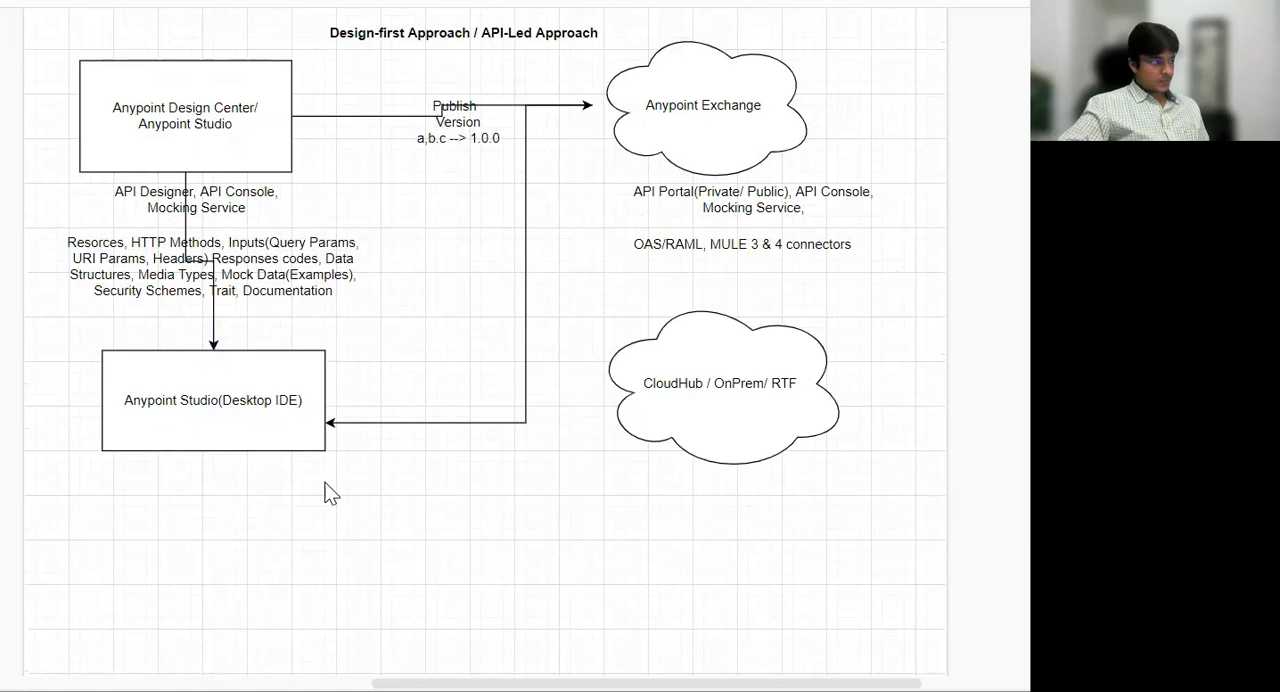 Design-first Approach / API-Led Approach
Anypoint Design Center/
Anypoint Studio
Publish
Version
a,b.c --> 1.0.0
Anypoint Exchange
API Designer, API Console,
Mocking Service
API Portal(Private/ Public), API Console,
Mocking Service,
Resorces, HTTP Methods, Inputs(Query Params,
URI Params, Headers) Responses codes, Data
Structures, Media Types, Mock Data(Examples),
Security Schemes, Trait, Documentation
OAS/RAML, MULE 3 & 4 connectors
Anypoint Studio(Desktop IDE)
CloudHub / OnPrem/ RTF